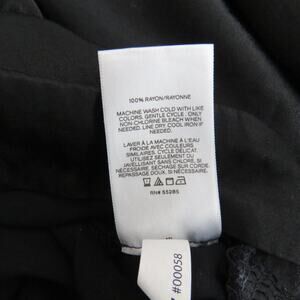 100% RAYON/RAYONNE
MACHINE WASH COLD WITH LIKE
COLORS. GENTLE CYCLE. ONLY
NON-CHLORINE BLEACH WHEN
NEEDED. LINE DRY. COOL IRON IF
NEEDED.
LAVER À LA MACHINE À L'EAU
FROIDE AVEC COULEURS
SIMILAIRES. CYCLE DÉLICAT.
UTILISEZ SEULEMENT DU
JAVELLISANT SANS CHLORE SI
NÉCESSAIRE. SÉCHER SUR CORDE.
REPASSAGE DOUX, SI NÉCESSAIRE.
RN# 55285
#00058